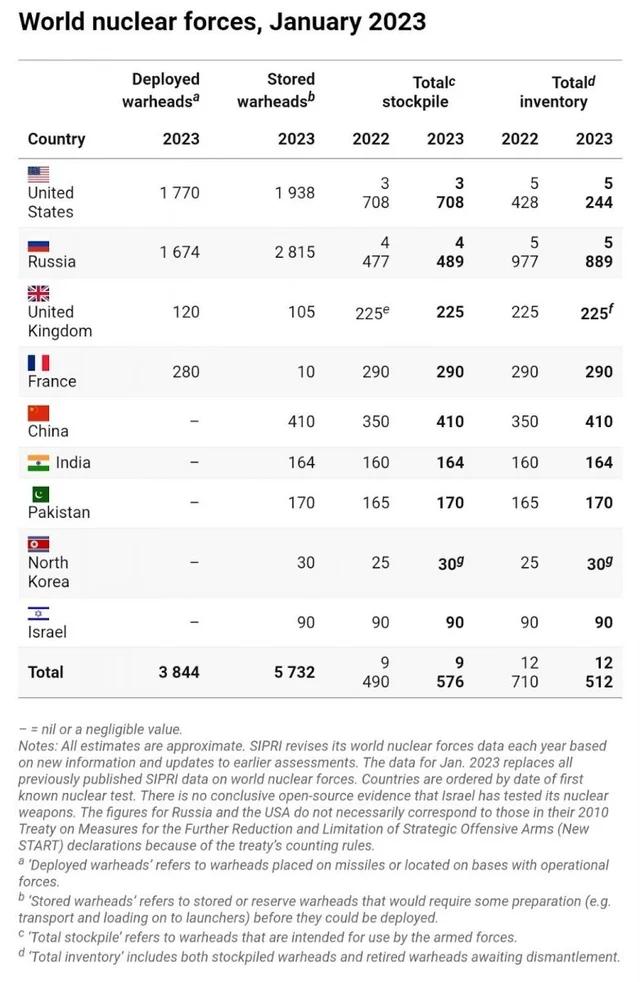 World nuclear forces, January 2023
Deployed Stored Totalᶜ Totalᵈ
warheadsᵃ warheadsᵇ stockpile inventory
Country 2023 2023 2022 2023 2022 2023
United States 1 770 1 938 3 708 3 708 5 428 5 244
Russia 1 674 2 815 4 477 4 489 5 977 5 889
United Kingdom 120 105 225ᵉ 225 225 225ᶠ
France 280 10 290 290 290 290
China – 410 350 410 350 410
India – 164 160 164 160 164
Pakistan – 170 165 170 165 170
North Korea – 30 25 30ᵍ 25 30ᵍ
Israel – 90 90 90 90 90
Total 3 844 5 732 9 490 9 576 12 710 12 512
– = nil or a negligible value.
Notes: All estimates are approximate. SIPRI revises its world nuclear forces data each year based
on new information and updates to earlier assessments. The data for Jan. 2023 replaces all
previously published SIPRI data on world nuclear forces. Countries are ordered by date of first
known nuclear test. There is no conclusive open-source evidence that Israel has tested its nuclear
weapons. The figures for Russia and the USA do not necessarily correspond to those in their 2010
Treaty on Measures for the Further Reduction and Limitation of Strategic Offensive Arms (New
START) declarations because of the treaty’s counting rules.
ᵃ ‘Deployed warheads’ refers to warheads placed on missiles or located on bases with operational
forces.
ᵇ ‘Stored warheads’ refers to stored or reserve warheads that would require some preparation (e.g.
transport and loading on to launchers) before they could be deployed.
ᶜ ‘Total stockpile’ refers to warheads that are intended for use by the armed forces.
ᵈ ‘Total inventory’ includes both stockpiled warheads and retired warheads awaiting dismantlement.